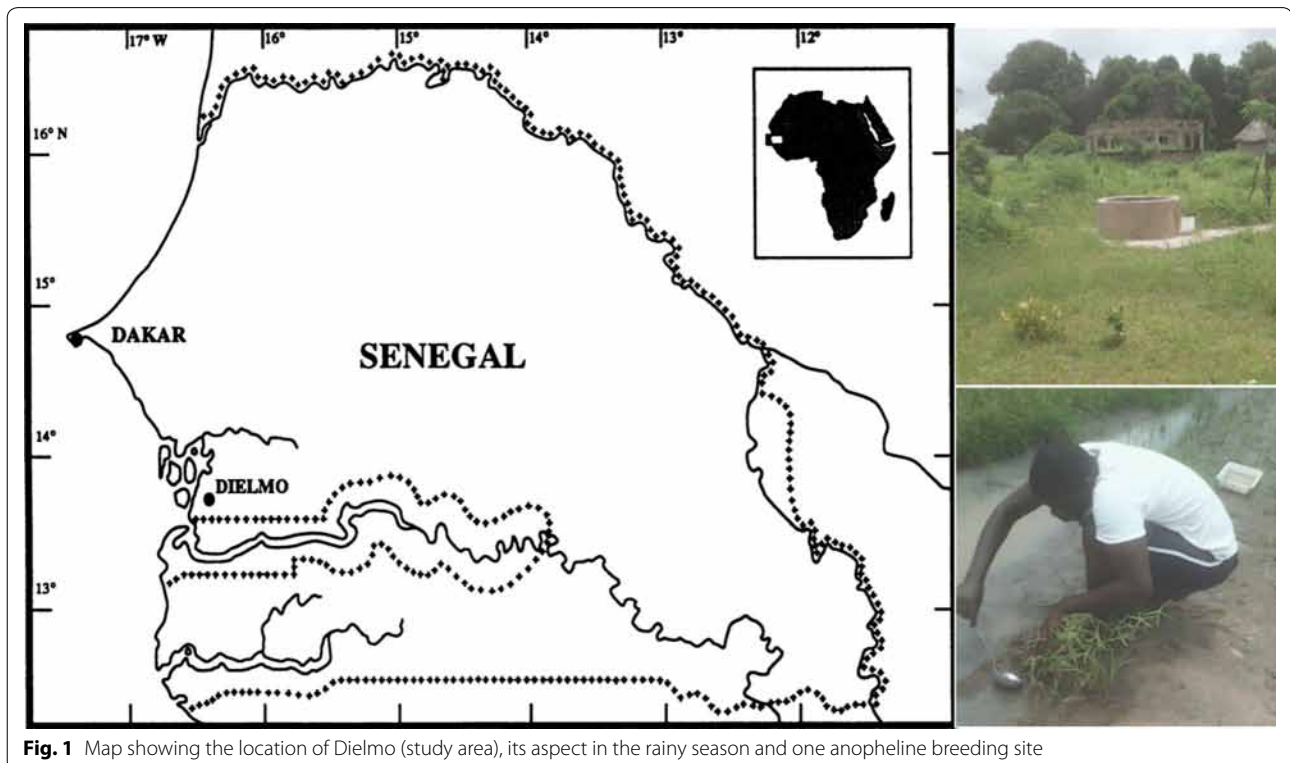 17° W
16°
15°
14°
13°
12°
16° N
15°
DAKAR
SENEGAL
14°
DIELMO
13°
Fig. 1 Map showing the location of Dielmo (study area), its aspect in the rainy season and one anopheline breeding site